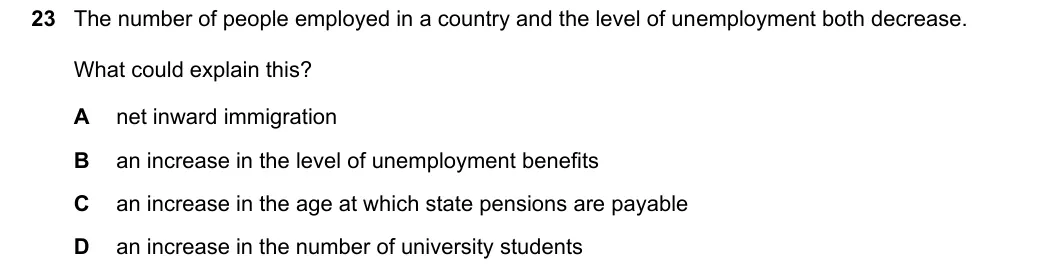 23 The number of people employed in a country and the level of unemployment both decrease.
What could explain this?
A net inward immigration
B an increase in the level of unemployment benefits
C an increase in the age at which state pensions are payable
D an increase in the number of university students